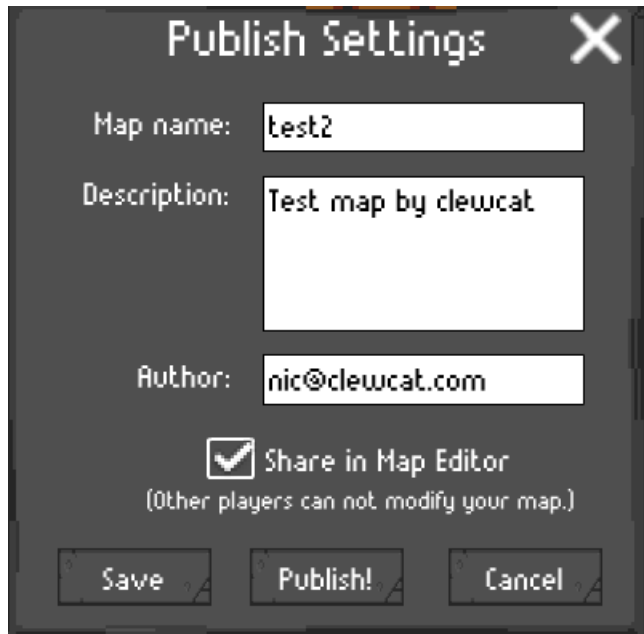 Publish Settings
Map name: test2
Description: Test map by clewcat
Author: nic@clewcat.com
Share in Map Editor
(Other players can not modify your map.)
Save Publish! Cancel